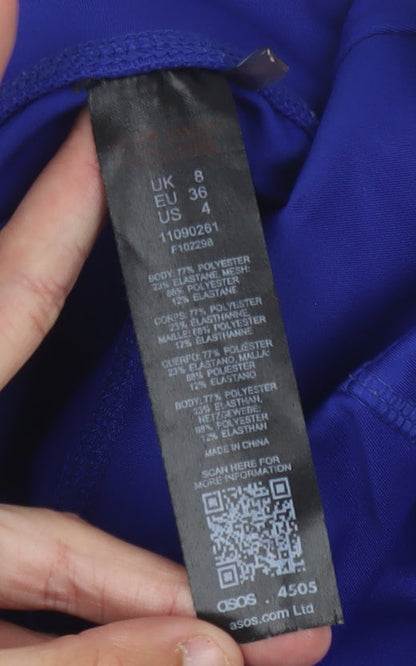 UK 8
EU 36
US 4
11090261
F102298
BODY: 77% POLYESTER
23% ELASTANE, MESH:
88% POLYESTER
12% ELASTANE
CORPS: 77% POLYESTER
23% ELASTHANNE
MAILLE: 88% POLYESTER
12% ELASTHANNE
CUERPO: 77% POLIÉSTER
23% ELASTANO, MALLA:
88% POLIÉSTER
12% ELASTANO
BODY: 77% POLYESTER
23% ELASTHAN,
NETZGEWEBE:
88% POLYESTER
12% ELASTHAN
MADE IN CHINA
SCAN HERE FOR
MORE INFORMATION
asos . 4505
asos.com Ltd